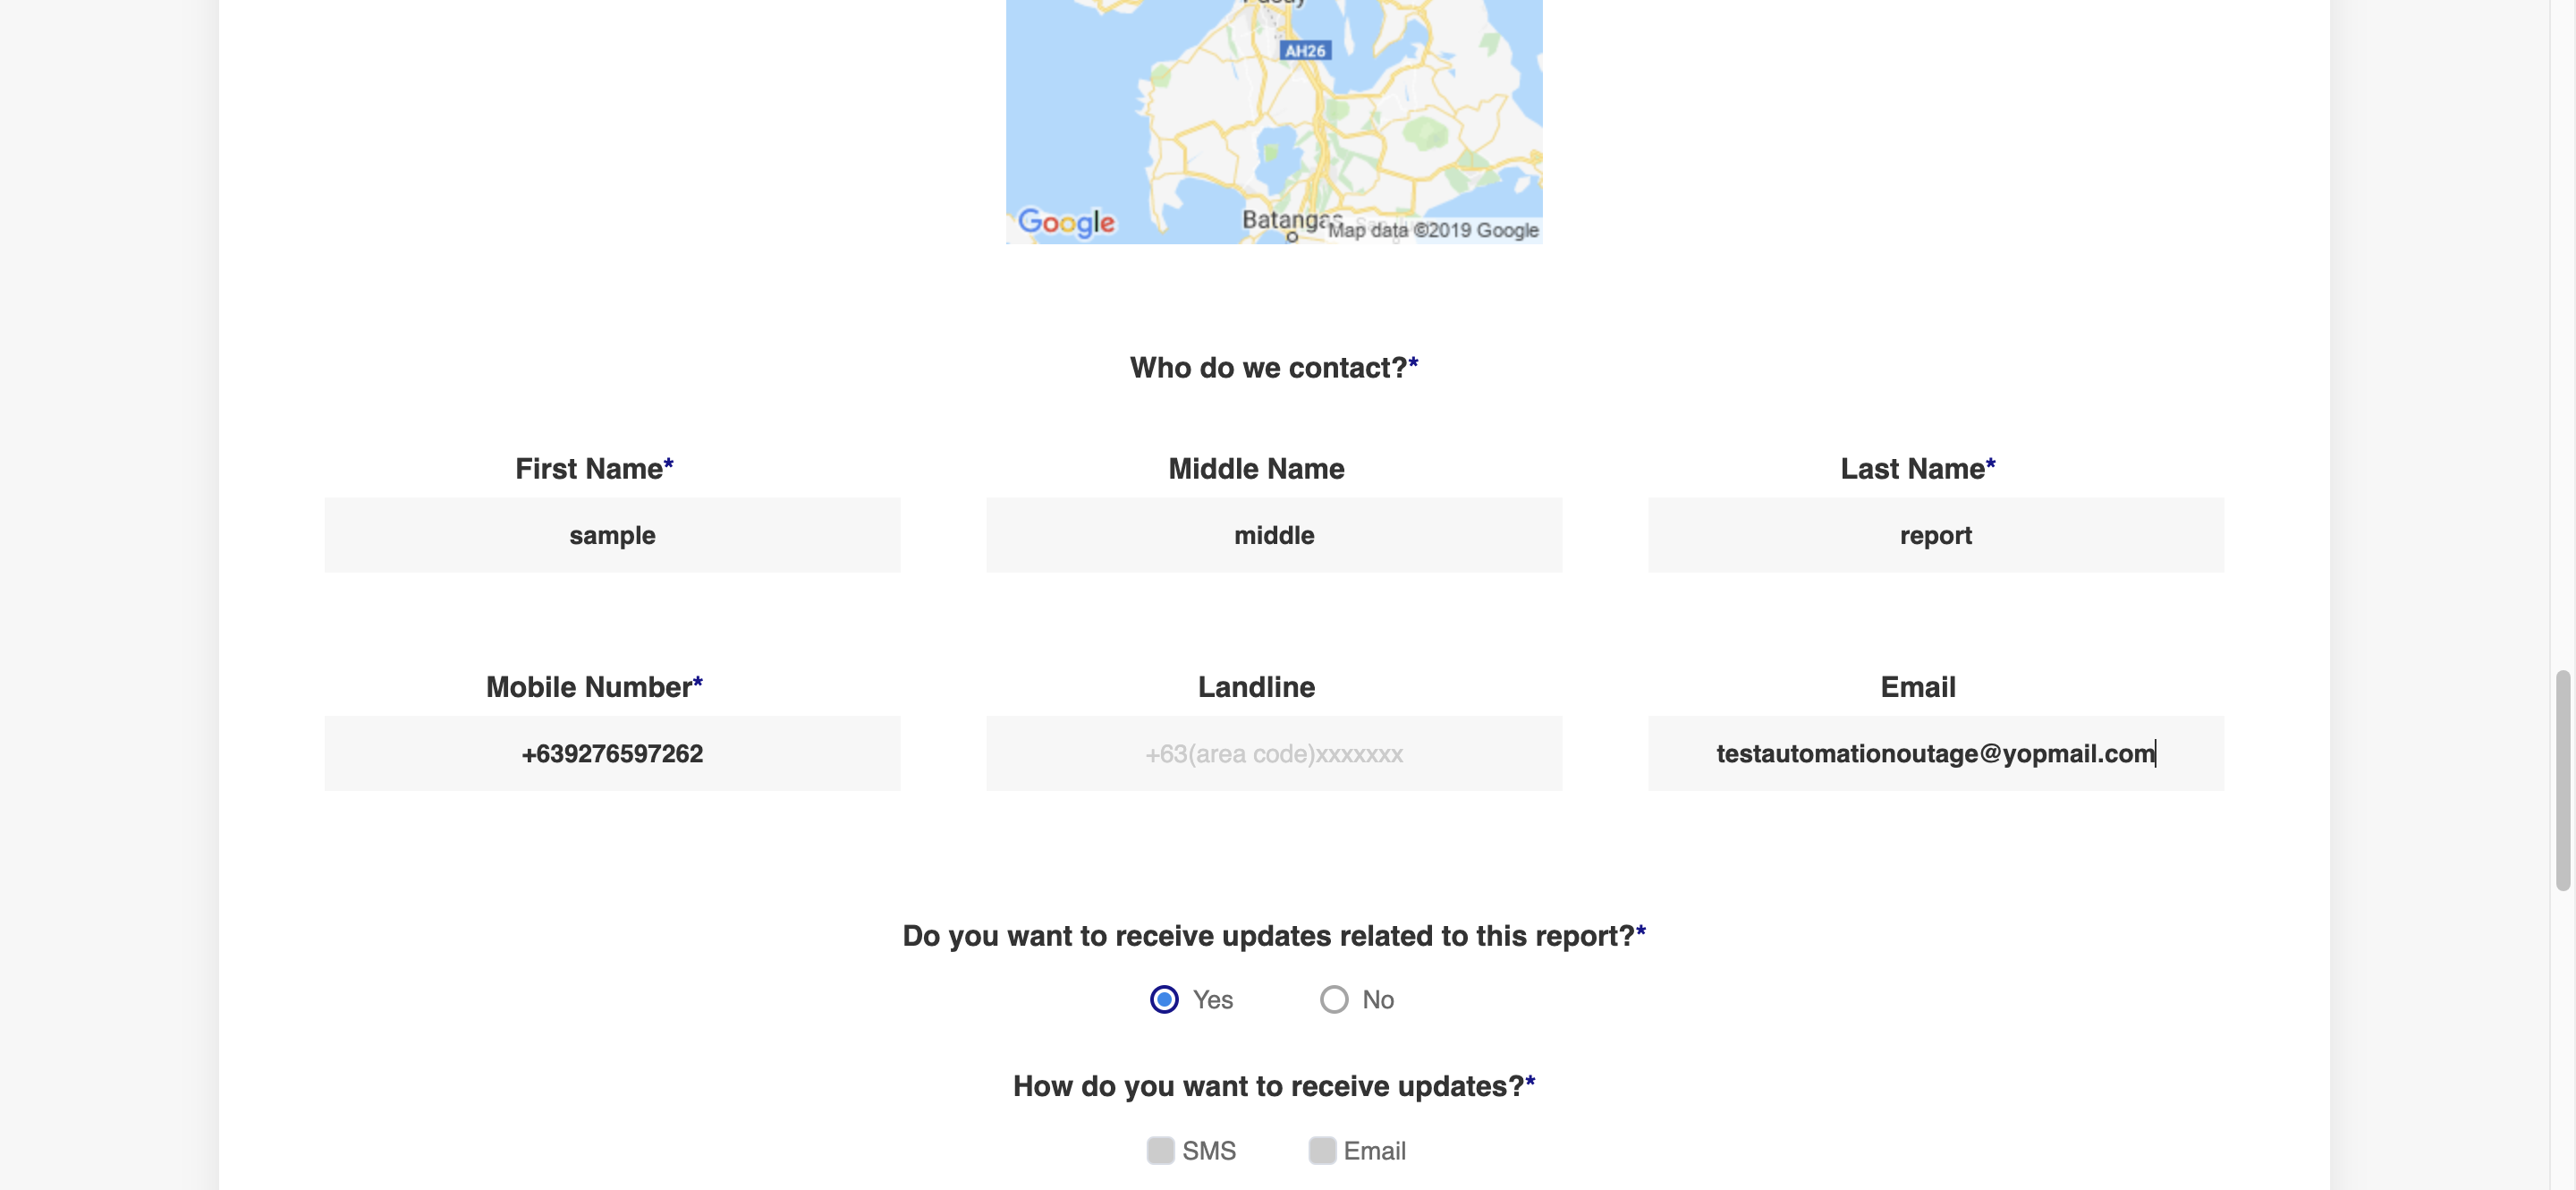 AH26
Google
Batangas
Map data ©2019 Google
Who do we contact?*
First Name*
Middle Name
Last Name*
sample
middle
report
Mobile Number*
Landline
Email
+639276597262
+63(area code)xxxxxxx
testautomationoutage@yopmail.com
Do you want to receive updates related to this report?*
Yes
No
How do you want to receive updates?*
SMS
Email